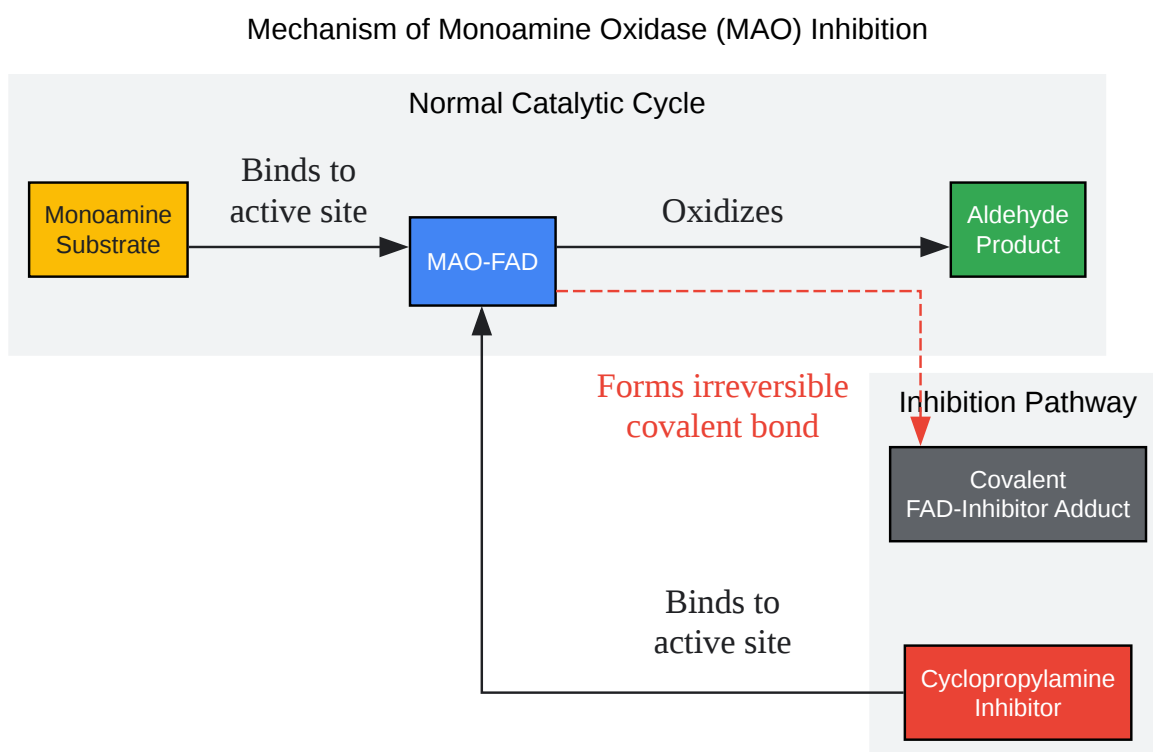 Mechanism of Monoamine Oxidase (MAO) Inhibition
Normal Catalytic Cycle
Binds to
active site
Monoamine
Substrate
MAO-FAD
Oxidizes
Aldehyde
Product
Forms irreversible
covalent bond
Inhibition Pathway
Covalent
FAD-Inhibitor Adduct
Binds to
active site
Cyclopropylamine
Inhibitor